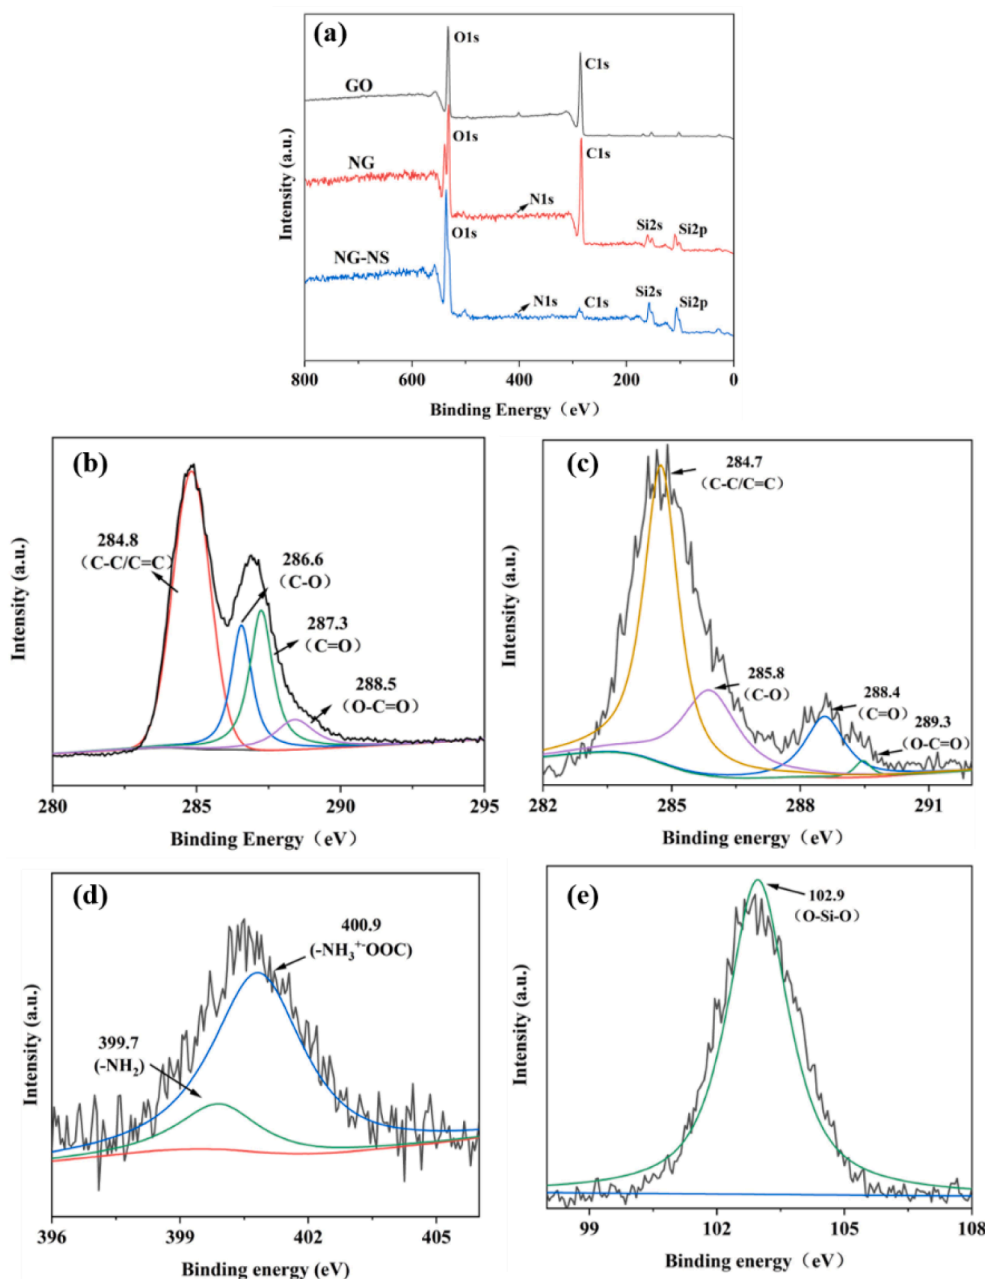 (a)
O1s
C1s
GO
O1s
C1s
NG
N1s
Si2s
Si2p
O1s
NG-NS
N1s
C1s
Si2s
Si2p
Intensity (a.u.)
800
600
400
200
0
Binding Energy（eV）
(b)
284.8
（C-C/C=C）
286.6
（C-O）
287.3
（C=O）
288.5
（O-C=O）
Intensity (a.u.)
280
285
290
295
Binding Energy（eV）
(c)
284.7
（C-C/C=C）
285.8
（C-O）
288.4
（C=O）
289.3
（O-C=O）
Intensity (a.u.)
282
285
288
291
Binding energy（eV）
(d)
400.9
(-NH₃⁺⁻OOC)
399.7
(-NH₂)
Intensity (a.u.)
396
399
402
405
Binding energy (eV)
(e)
102.9
（O-Si-O）
Intensity (a.u.)
99
102
105
108
Binding energy（eV）